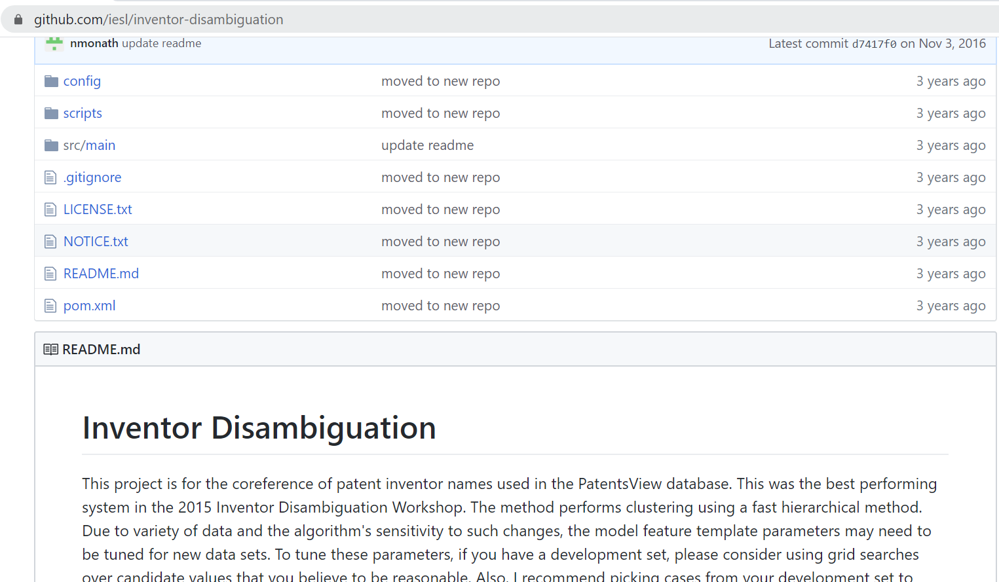 github.com/iesl/inventor-disambiguation
nmonath update readme Latest commit d7417f0 on Nov 3, 2016
config moved to new repo 3 years ago
scripts moved to new repo 3 years ago
src/main update readme 3 years ago
.gitignore moved to new repo 3 years ago
LICENSE.txt moved to new repo 3 years ago
NOTICE.txt moved to new repo 3 years ago
README.md moved to new repo 3 years ago
pom.xml moved to new repo 3 years ago
README.md
Inventor Disambiguation
This project is for the coreference of patent inventor names used in the PatentsView database. This was the best performing
system in the 2015 Inventor Disambiguation Workshop. The method performs clustering using a fast hierarchical method.
Due to variety of data and the algorithm's sensitivity to such changes, the model feature template parameters may need to
be tuned for new data sets. To tune these parameters, if you have a development set, please consider using grid searches
over candidate values that you believe to be reasonable. Also, I recommend picking cases from your development set to